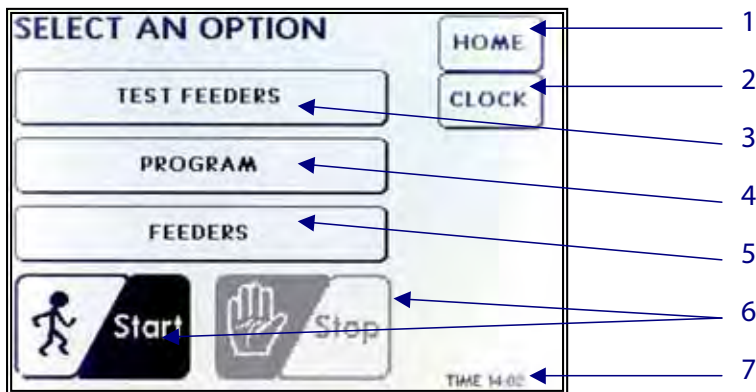 SELECT AN OPTION
HOME
1
CLOCK
2
TEST FEEDERS
3
PROGRAM
4
FEEDERS
5
Start
Stop
6
TIME 14:02
7